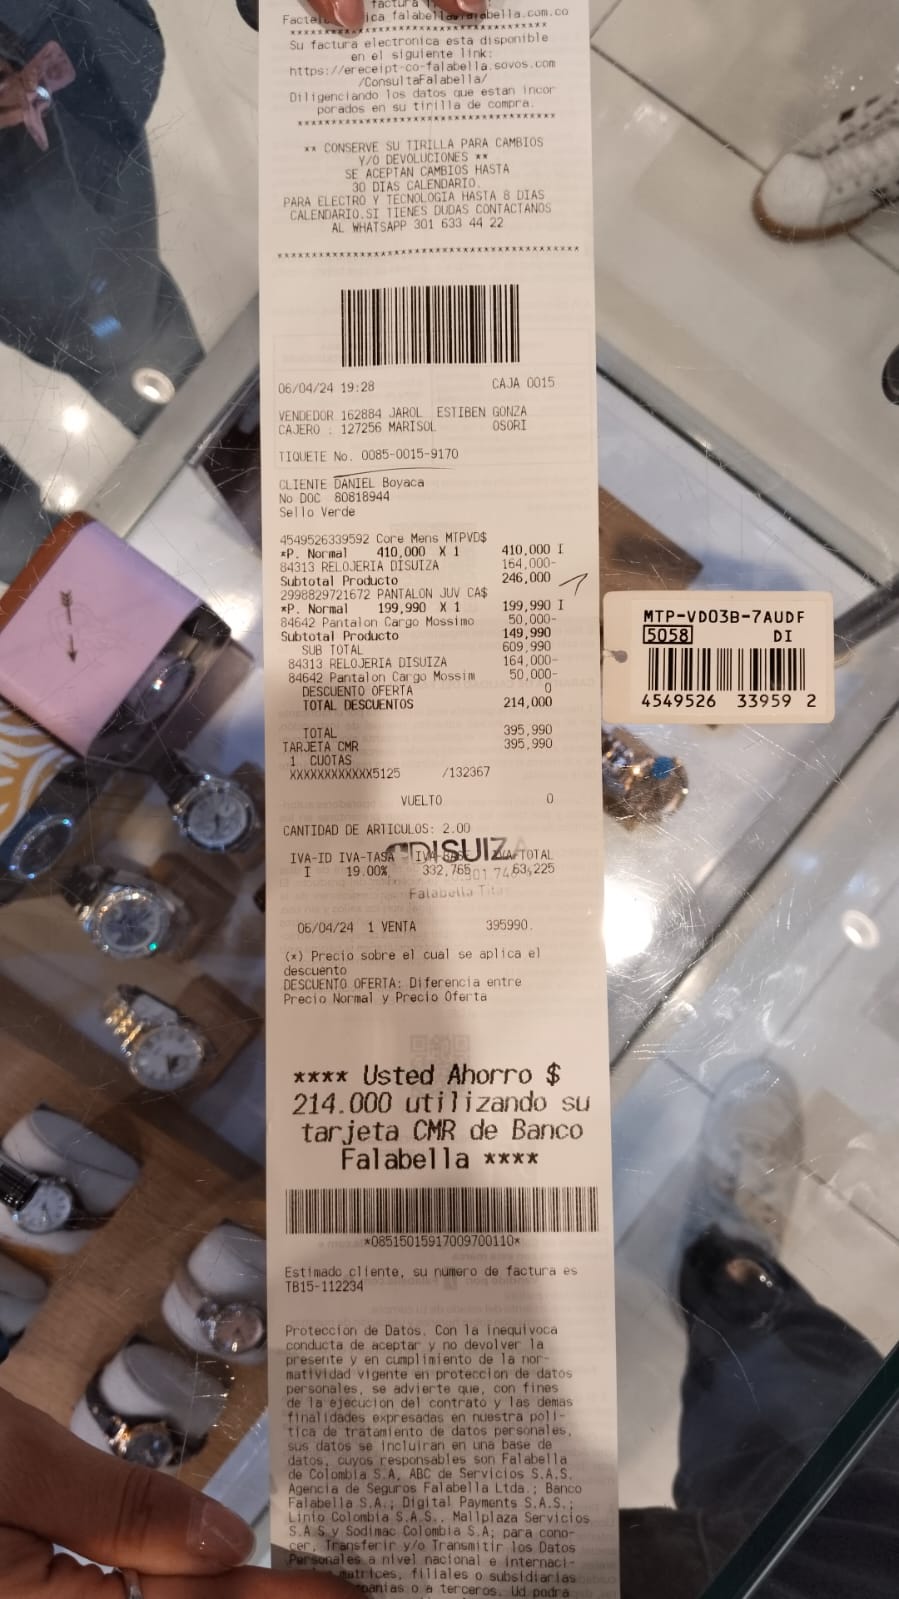 factura
ica falabella
abella.com.co
************************************
Su factura electronica esta disponible
en el siguiente link:
https://ereceipt-co-falabella.sovos.com
/ConsultaFalabella/
Diligenciando los datos que estan incor
porados en su tirilla de compra.
************************************
** CONSERVE SU TIRILLA PARA CAMBIOS
Y/O DEVOLUCIONES **
SE ACEPTAN CAMBIOS HASTA
30 DIAS CALENDARIO.
PARA ELECTRO Y TECNOLOGIA HASTA 8 DIAS
CALENDARIO.SI TIENES DUDAS CONTACTANOS
AL WHATSAPP 301 633 44 22
******************************************
06/04/24 19:28 CAJA 0015
VENDEDOR 162884 JAROL ESTIBEN GONZA
CAJERO : 127256 MARISOL OSORI
TIQUETE No. 0085-0015-9170
CLIENTE DANIEL Boyaca
No DOC 80818944
Sello Verde
4549526339592 Core Mens MTPVD$
*P. Normal 410,000 X 1 410,000 I
84313 RELOJERIA DISUIZA 164,000-
Subtotal Producto 246,000
2998829721672 PANTALON JUV CA$
*P. Normal 199,990 X 1 199,990 I
84642 Pantalon Cargo Mossimo 50,000-
Subtotal Producto 149,990
SUB TOTAL 609,990
84313 RELOJERIA DISUIZA 164,000-
84642 Pantalon Cargo Mossim 50,000-
DESCUENTO OFERTA 0
TOTAL DESCUENTOS 214,000
TOTAL 395,990
TARJETA CMR 395,990
1 CUOTAS
XXXXXXXXXXXX5125 /132367
VUELTO 0
CANTIDAD DE ARTICULOS: 2.00
DISUIZA
IVA-ID IVA-TASA IVA-BASE IVA-TOTAL
I 19.00% 332,765 63,225
Falabella Tita
06/04/24 1 VENTA 395990.
(*) Precio sobre el cual se aplica el
descuento
DESCUENTO OFERTA: Diferencia entre
Precio Normal y Precio Oferta
**** Usted Ahorro $
214.000 utilizando su
tarjeta CMR de Banco
Falabella ****
*08515015917009700110*
Estimado cliente, su número de factura es
TB15-112234
Proteccion de Datos. Con la inequivoca
conducta de aceptar y no devolver la
presente y en cumplimiento de la nor-
matividad vigente en proteccion de datos
personales, se advierte que, con fines
de la ejecucion del contrato y las demas
finalidades expresadas en nuestra poli-
tica de tratamiento de datos personales,
sus datos se incluiran en una base de
datos, cuyos responsables son Falabella
de Colombia S.A, ABC de Servicios S.A.S.
Agencia de Seguros Falabella Ltda.; Banco
Falabella S.A.; Digital Payments S.A.S.;
Linio Colombia S.A.S.. Mallplaza Servicios
S.A.S y Sodimac Colombia S.A; para cono-
cer, Transferir y/o Transmitir los Datos
Personales a nivel nacional e internaci-
matrices, filiales o subsidiarias
o a terceros. Ud podra
MTP-VD03B-7AUDF
5058 DI
4549526 33959 2